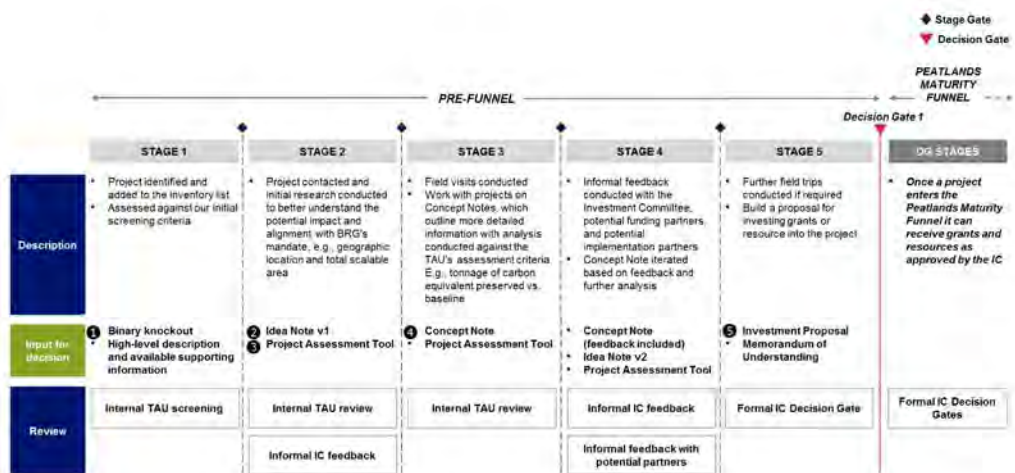 Stage Gate
Decision Gate
PEATLANDS
MATURITY
FUNNEL
PRE-FUNNEL
Decision Gate 1
STAGE 1
STAGE 2
STAGE 3
STAGE 4
STAGE 5
DG STAGES
Description
• Project identified and
added to the inventory list
• Assessed against our initial
screening criteria
• Project contacted and
initial research conducted
to better understand the
potential impact and
alignment with BRG's
mandate, e.g., geographic
location and total scalable
area
• Field visits conducted
• Work with projects on
Concept Notes, which
outline more detailed
information with analysis
conducted against the
TAU's assessment criteria
E.g., tonnage of carbon
equivalent preserved vs.
baseline
• Informal feedback
conducted with the
Investment Committee,
potential funding partners
and potential
implementation partners
• Concept Note iterated
based on feedback and
further analysis
• Further field trips
conducted if required
• Build a proposal for
investing grants or
resource into the project
• Once a project
enters the
Peatlands Maturity
Funnel it can
receive grants and
resources as
approved by the IC
Input for
decision
1 Binary knockout
• High-level description
and available supporting
information
2 Idea Note v1
3 Project Assessment Tool
4 Concept Note
• Project Assessment Tool
• Concept Note
(feedback included)
• Idea Note v2
• Project Assessment Tool
5 Investment Proposal
• Memorandum of
Understanding
Review
Internal TAU screening
Internal TAU review
Internal TAU review
Informal IC feedback
Formal IC Decision Gate
Formal IC Decision
Gates
Informal IC feedback
Informal feedback with
potential partners